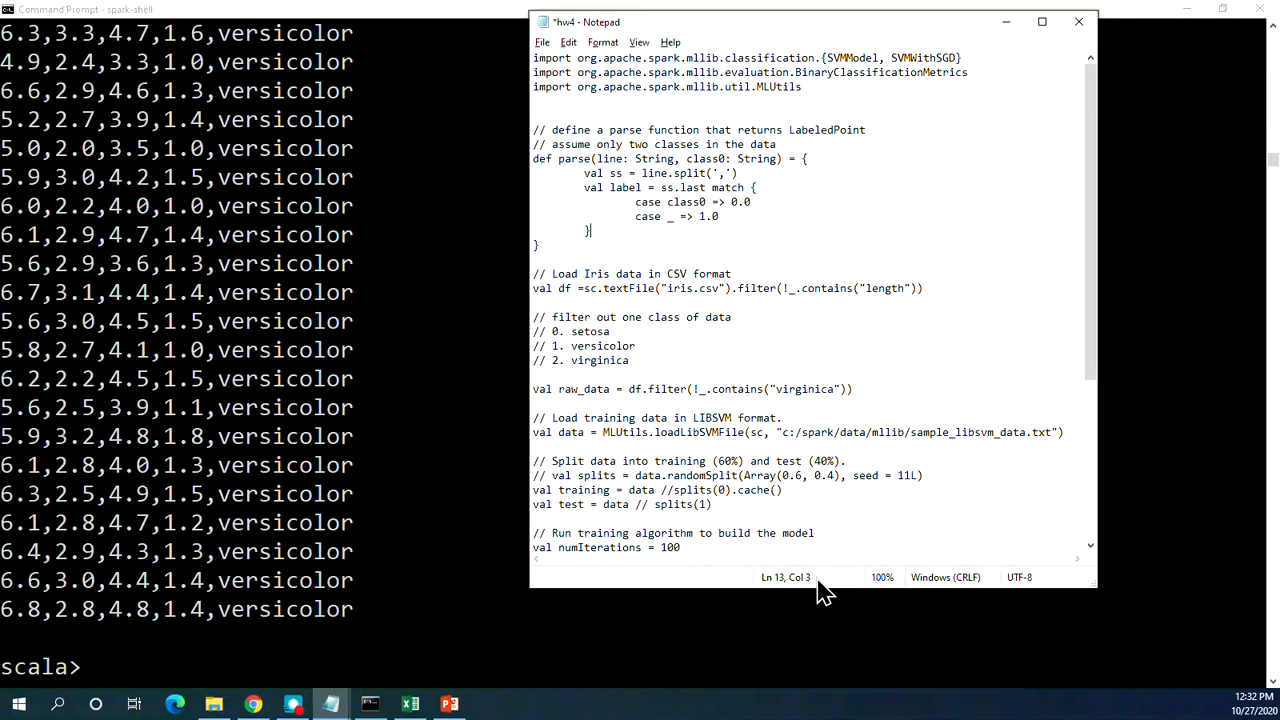 Command Prompt - spark-shell
6.3,3.3,4.7,1.6,versicolor
4.9,2.4,3.3,1.0,versicolor
6.6,2.9,4.6,1.3,versicolor
5.2,2.7,3.9,1.4,versicolor
5.0,2.0,3.5,1.0,versicolor
5.9,3.0,4.2,1.5,versicolor
6.0,2.2,4.0,1.0,versicolor
6.1,2.9,4.7,1.4,versicolor
5.6,2.9,3.6,1.3,versicolor
6.7,3.1,4.4,1.4,versicolor
5.6,3.0,4.5,1.5,versicolor
5.8,2.7,4.1,1.0,versicolor
6.2,2.2,4.5,1.5,versicolor
5.6,2.5,3.9,1.1,versicolor
5.9,3.2,4.8,1.8,versicolor
6.1,2.8,4.0,1.3,versicolor
6.3,2.5,4.9,1.5,versicolor
6.1,2.8,4.7,1.2,versicolor
6.4,2.9,4.3,1.3,versicolor
6.6,3.0,4.4,1.4,versicolor
6.8,2.8,4.8,1.4,versicolor
scala>
*hw4 - Notepad
File Edit Format View Help
import org.apache.spark.mllib.classification.{SVMModel, SVMWithSGD}
import org.apache.spark.mllib.evaluation.BinaryClassificationMetrics
import org.apache.spark.mllib.util.MLUtils
// define a parse function that returns LabeledPoint
// assume only two classes in the data
def parse(line: String, class0: String) = {
val ss = line.split(',')
val label = ss.last match {
case class0 => 0.0
case _ => 1.0
}
}
// Load Iris data in CSV format
val df =sc.textFile("iris.csv").filter(!_.contains("length"))
// filter out one class of data
// 0. setosa
// 1. versicolor
// 2. virginica
val raw_data = df.filter(!_.contains("virginica"))
// Load training data in LIBSVM format.
val data = MLUtils.loadLibSVMFile(sc, "c:/spark/data/mllib/sample_libsvm_data.txt")
// Split data into training (60%) and test (40%).
// val splits = data.randomSplit(Array(0.6, 0.4), seed = 11L)
val training = data //splits(0).cache()
val test = data // splits(1)
// Run training algorithm to build the model
val numIterations = 100
Ln 13, Col 3 100% Windows (CRLF) UTF-8
12:32 PM
10/27/2020